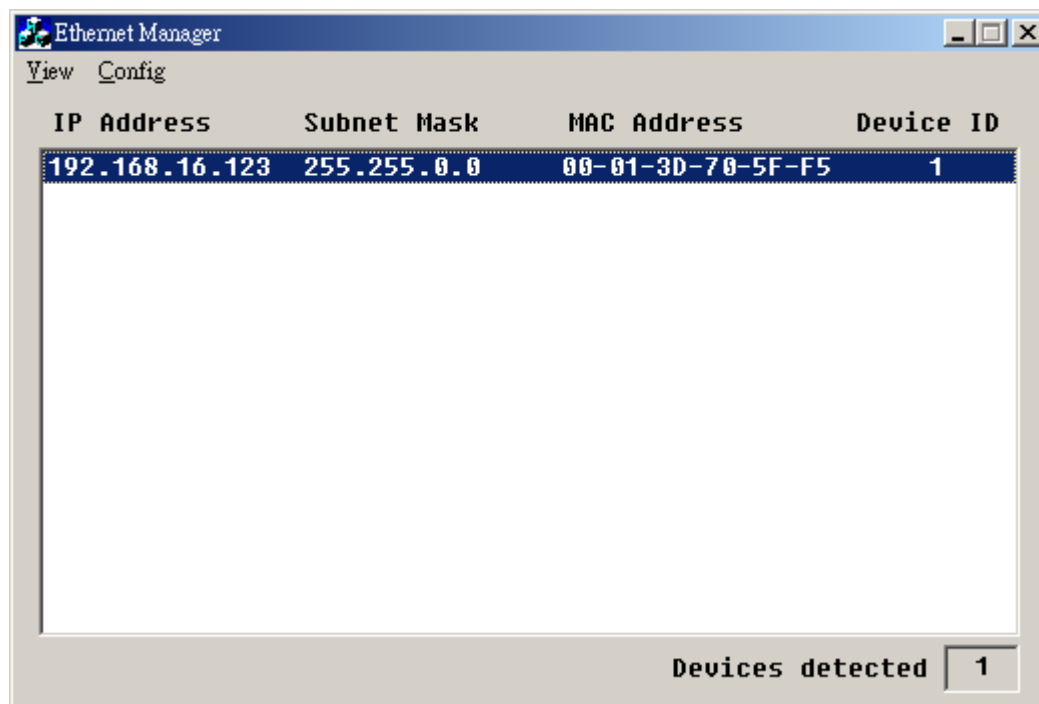 Ethernet Manager
View Config
IP Address Subnet Mask MAC Address Device ID
192.168.16.123 255.255.0.0 00-01-3D-70-5F-F5 1
Devices detected 1